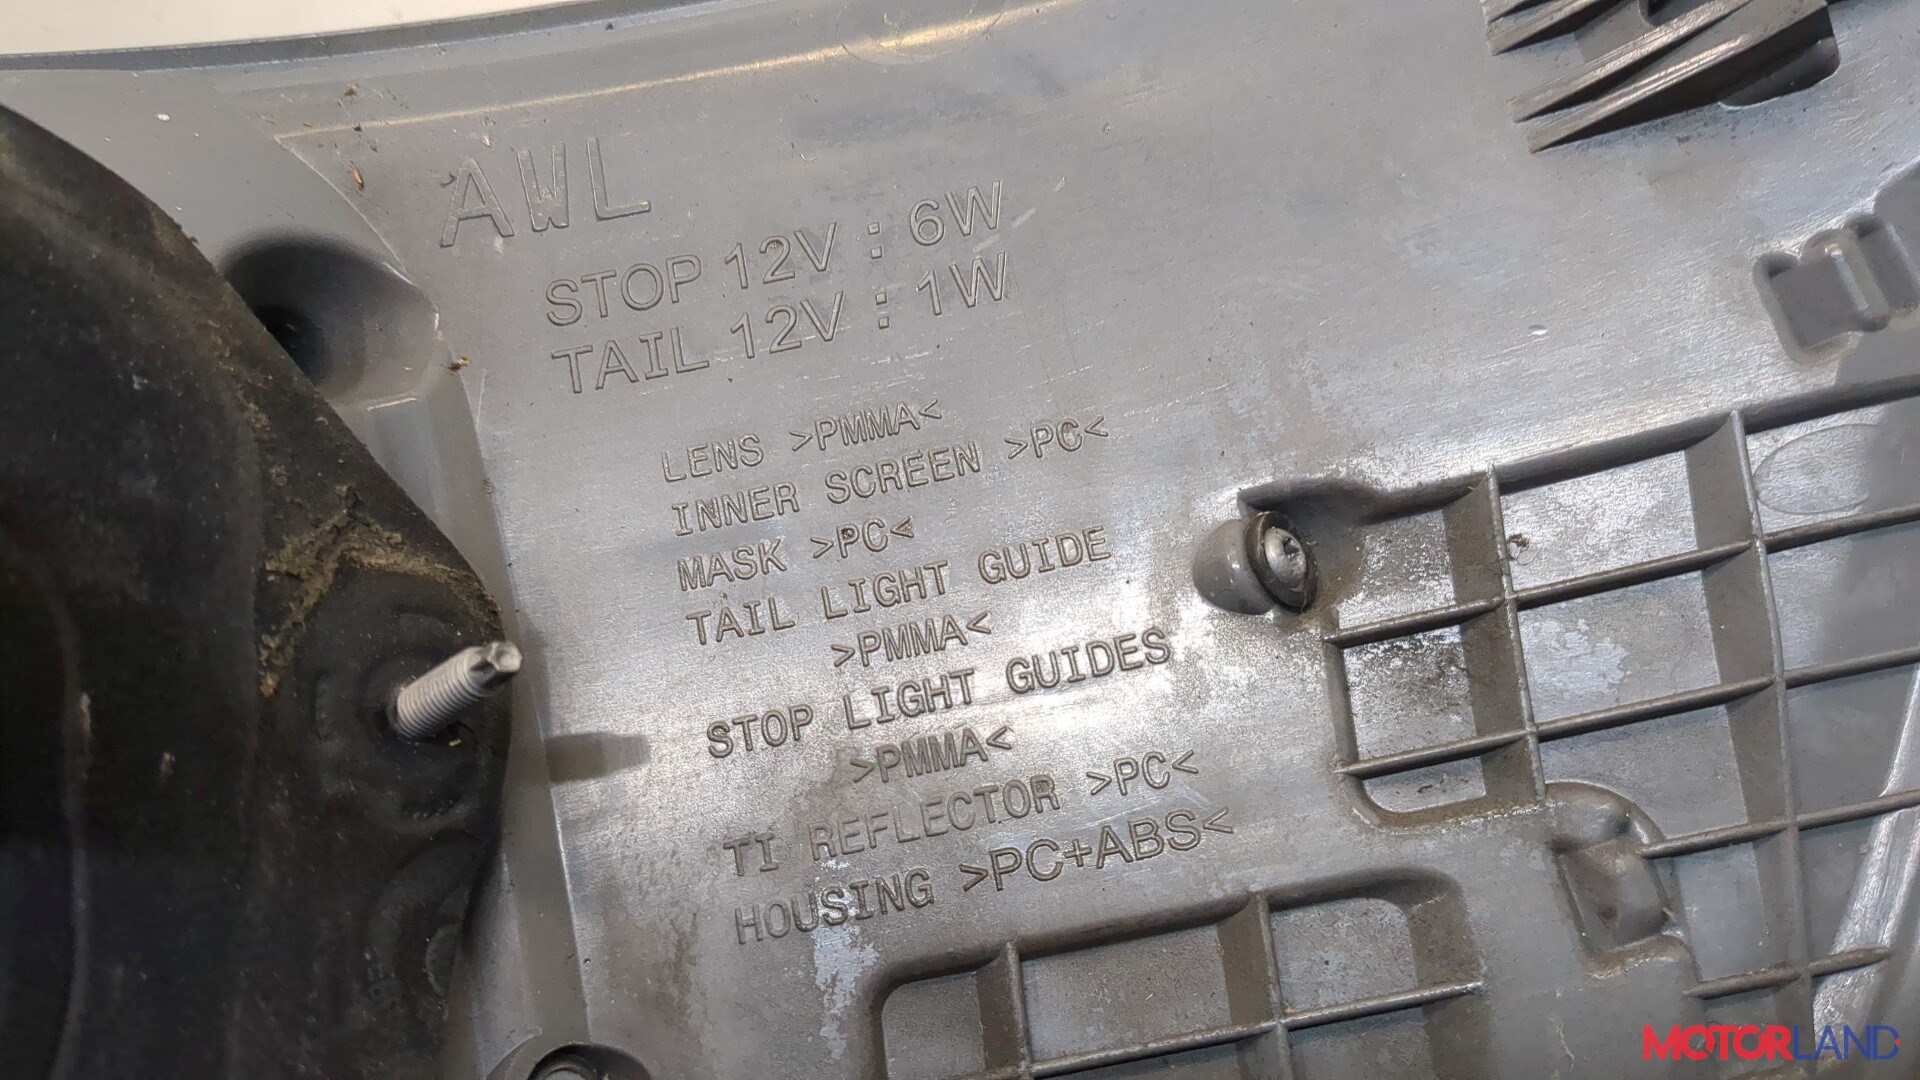 AWL
STOP 12V : 6W
TAIL 12V : 1W
LENS >PMMA<
INNER SCREEN >PC<
MASK >PC<
TAIL LIGHT GUIDE
>PMMA<
STOP LIGHT GUIDES
>PMMA<
TI REFLECTOR >PC<
HOUSING >PC+ABS<
MOTORLAND